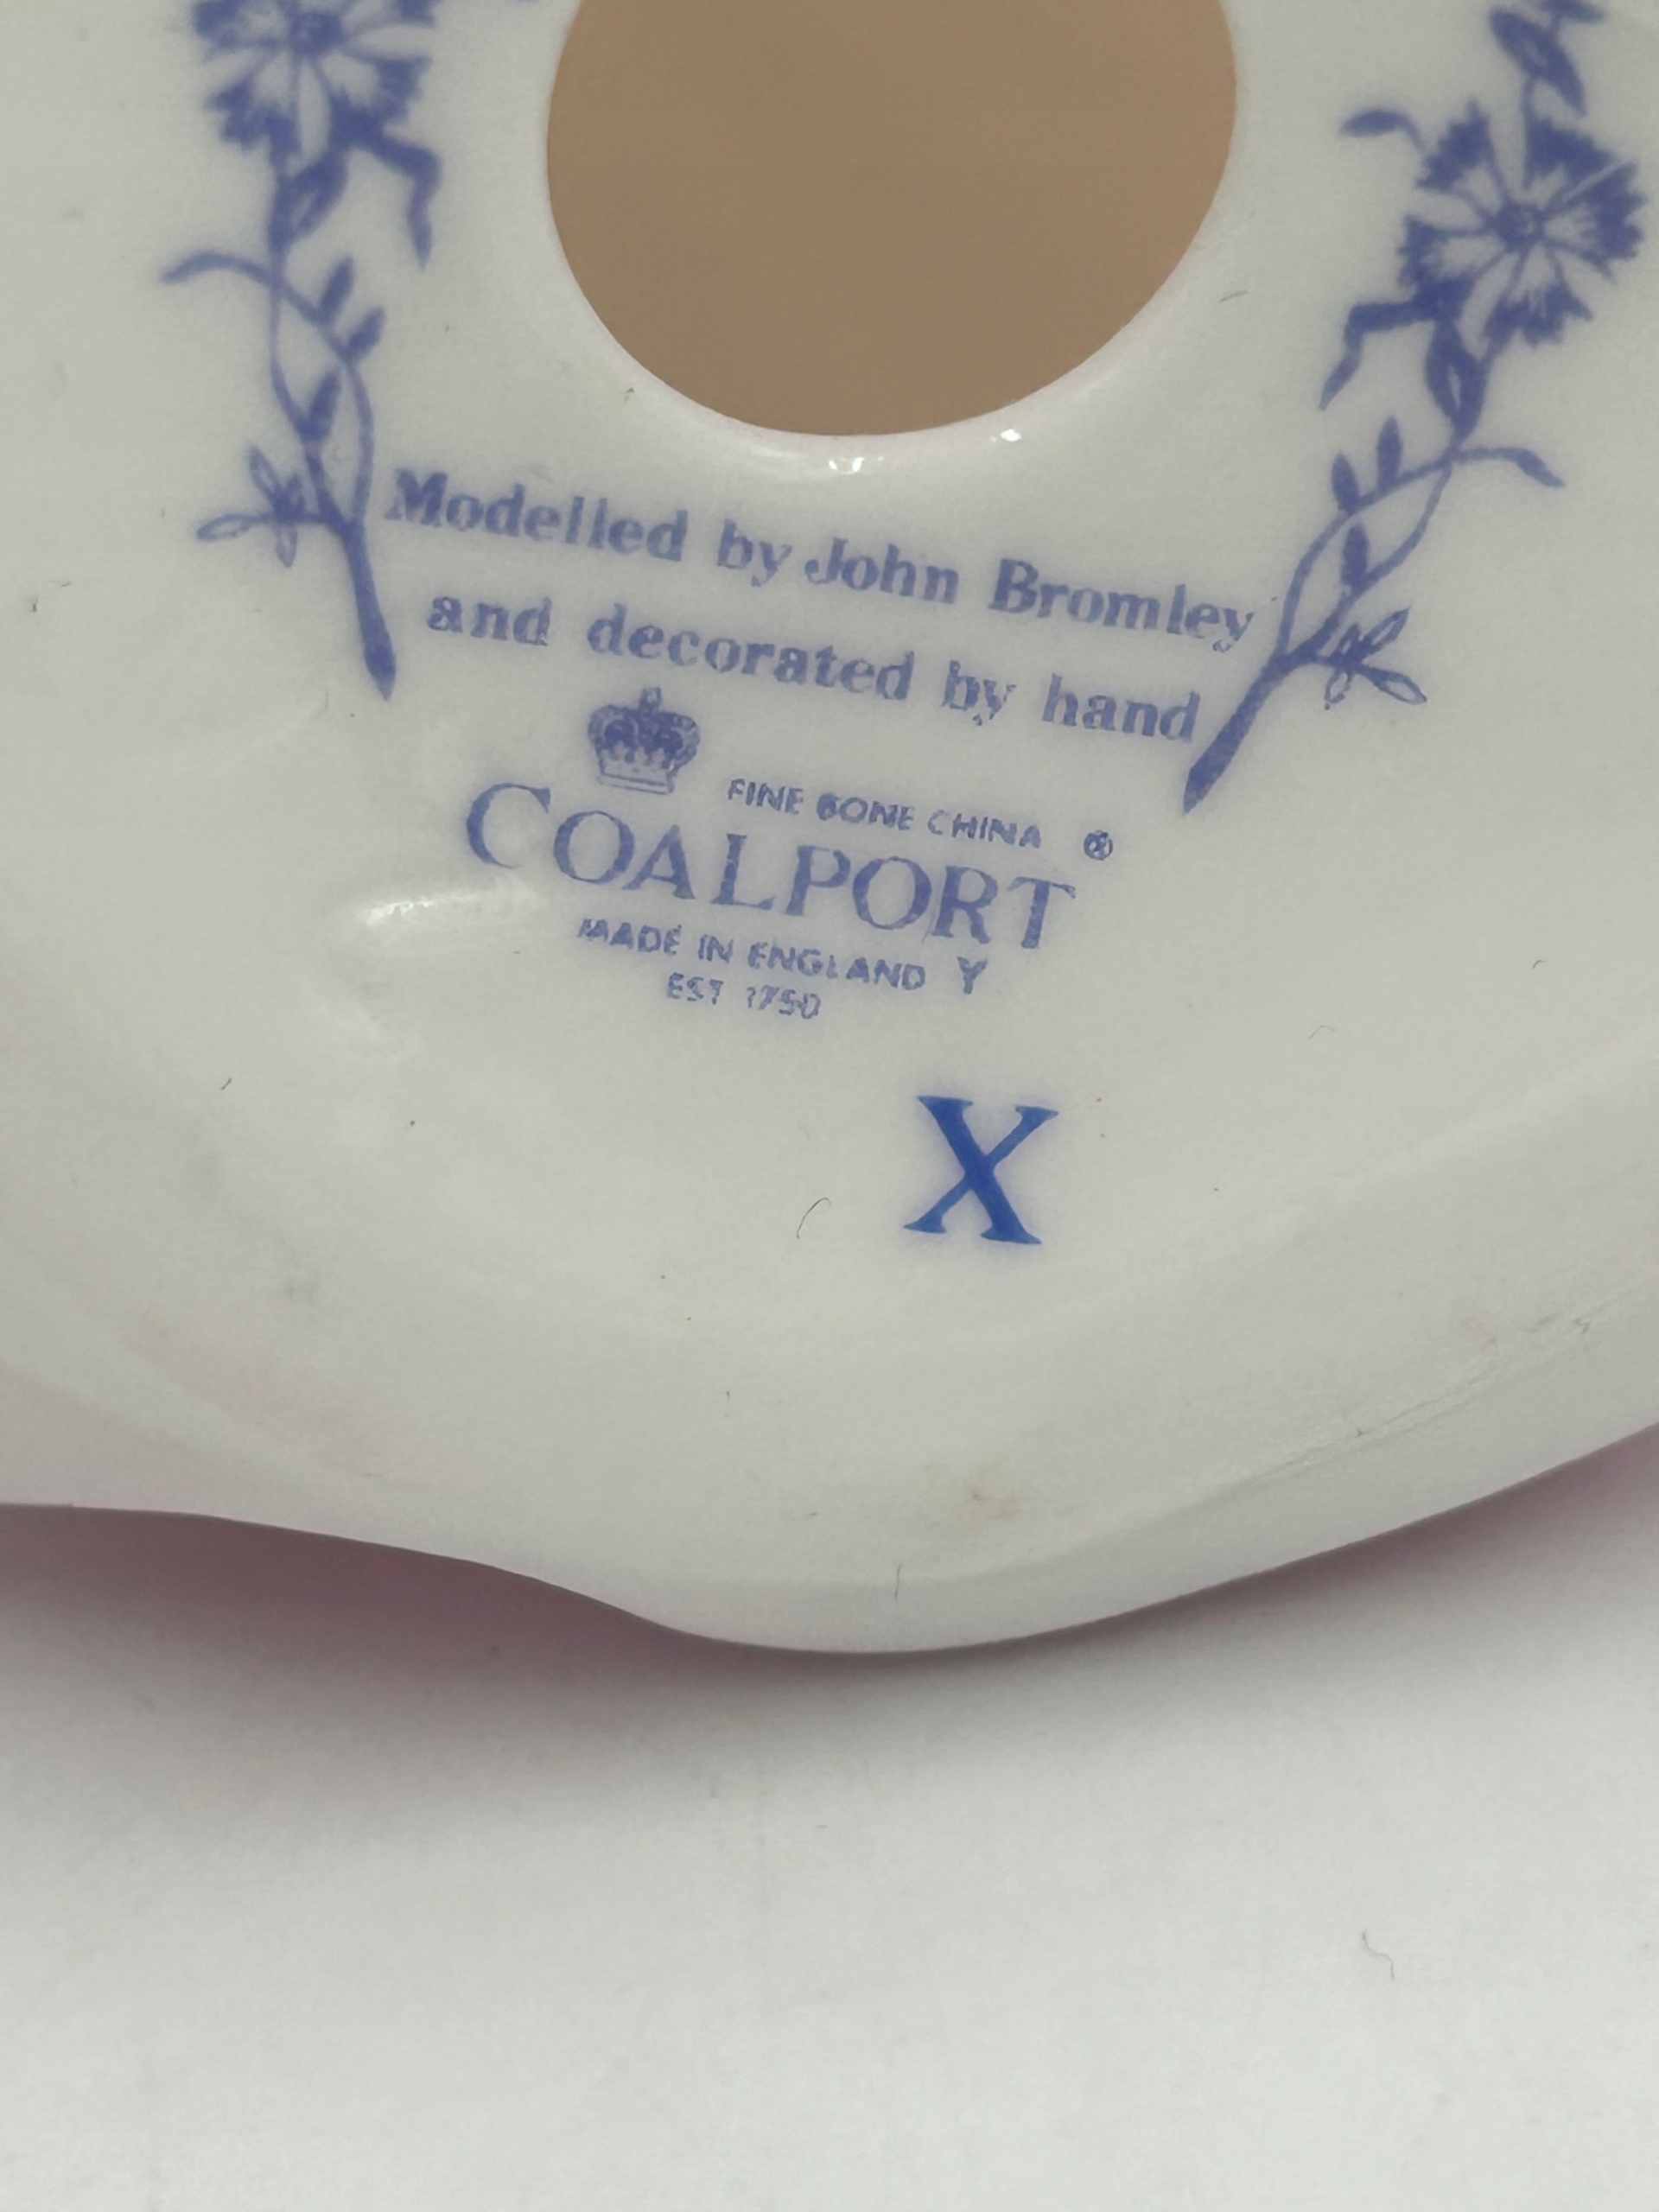 Modelled by John Bromley
and decorated by hand
FINE BONE CHINA ®
COALPORT
MADE IN ENGLAND Y
EST 1750
X